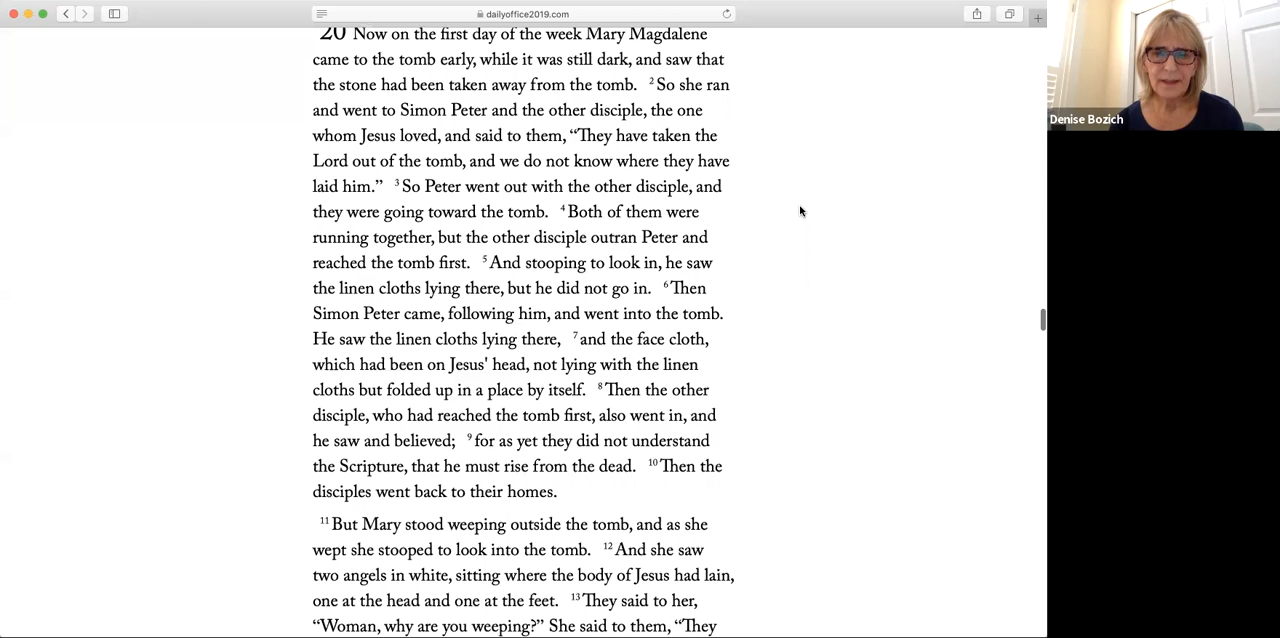 dailyoffice2019.com
20 Now on the first day of the week Mary Magdalene
came to the tomb early, while it was still dark, and saw that
the stone had been taken away from the tomb. 2 So she ran
and went to Simon Peter and the other disciple, the one
whom Jesus loved, and said to them, “They have taken the
Lord out of the tomb, and we do not know where they have
laid him.” 3 So Peter went out with the other disciple, and
they were going toward the tomb. 4 Both of them were
running together, but the other disciple outran Peter and
reached the tomb first. 5 And stooping to look in, he saw
the linen cloths lying there, but he did not go in. 6 Then
Simon Peter came, following him, and went into the tomb.
He saw the linen cloths lying there, 7 and the face cloth,
which had been on Jesus' head, not lying with the linen
cloths but folded up in a place by itself. 8 Then the other
disciple, who had reached the tomb first, also went in, and
he saw and believed; 9 for as yet they did not understand
the Scripture, that he must rise from the dead. 10 Then the
disciples went back to their homes.
11 But Mary stood weeping outside the tomb, and as she
wept she stooped to look into the tomb. 12 And she saw
two angels in white, sitting where the body of Jesus had lain,
one at the head and one at the feet. 13 They said to her,
“Woman, why are you weeping?” She said to them, “They
Denise Bozich